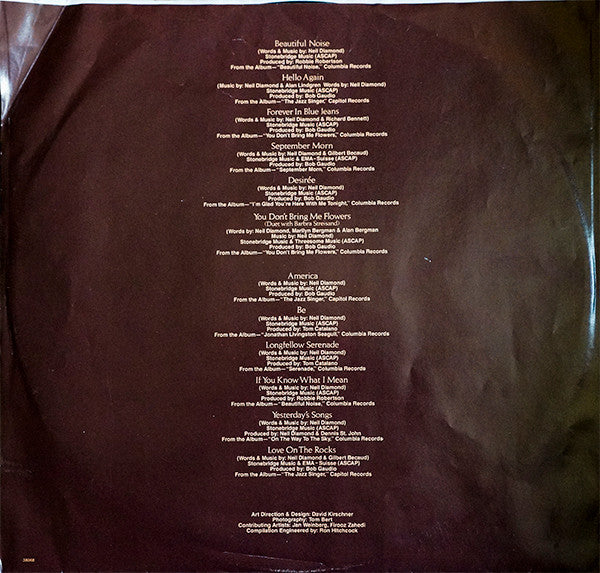 Beautiful Noise
(Words & Music by: Neil Diamond)
Stonebridge Music (ASCAP)
Produced by: Robbie Robertson
From the Album—"Beautiful Noise," Columbia Records
Hello Again
(Music by: Neil Diamond & Alan Lindgren Words by: Neil Diamond)
Stonebridge Music (ASCAP)
Produced by: Bob Gaudio
From the Album—"The Jazz Singer," Capitol Records
Forever In Blue Jeans
(Words & Music by: Neil Diamond & Richard Bennett)
Stonebridge Music (ASCAP)
Produced by: Bob Gaudio
From the Album—"You Don't Bring Me Flowers," Columbia Records
September Morn
(Words & Music by: Neil Diamond & Gilbert Becaud)
Stonebridge Music & EMA-Suisse (ASCAP)
Produced by: Bob Gaudio
From the Album—"September Morn," Columbia Records
Desirée
(Words & Music by: Neil Diamond)
Stonebridge Music (ASCAP)
Produced by: Bob Gaudio
From the Album—"I'm Glad You're Here With Me Tonight," Columbia Records
You Don't Bring Me Flowers
(Duet with Barbra Streisand)
(Words by: Neil Diamond, Marilyn Bergman & Alan Bergman
Music by: Neil Diamond)
Stonebridge Music & Threesome Music (ASCAP)
Produced by: Bob Gaudio
From the Album—"You Don't Bring Me Flowers," Columbia Records
America
(Words & Music by: Neil Diamond)
Stonebridge Music (ASCAP)
Produced by: Bob Gaudio
From the Album—"The Jazz Singer," Capitol Records
Be
(Words & Music by: Neil Diamond)
Stonebridge Music (ASCAP)
Produced by: Tom Catalano
From the Album—"Jonathan Livingston Seagull," Columbia Records
Longfellow Serenade
(Words & Music by: Neil Diamond)
Stonebridge Music (ASCAP)
Produced by: Tom Catalano
From the Album—"Serenade," Columbia Records
If You Know What I Mean
(Words & Music by: Neil Diamond)
Stonebridge Music (ASCAP)
Produced by: Robbie Robertson
From the Album—"Beautiful Noise," Columbia Records
Yesterday's Songs
(Words & Music by: Neil Diamond)
Stonebridge Music (ASCAP)
Produced by: Neil Diamond & Dennis St. John
From the Album—"On The Way To The Sky," Columbia Records
Love On The Rocks
(Words & Music by: Neil Diamond & Gilbert Becaud)
Stonebridge Music & EMA-Suisse (ASCAP)
Produced by: Bob Gaudio
From the Album—"The Jazz Singer," Capitol Records
Art Direction & Design: David Kirschner
Photography: Tom Bert
Contributing Artists: Jan Weinberg, Firooz Zahedi
Compilation Engineered by: Ron Hitchcock
38068